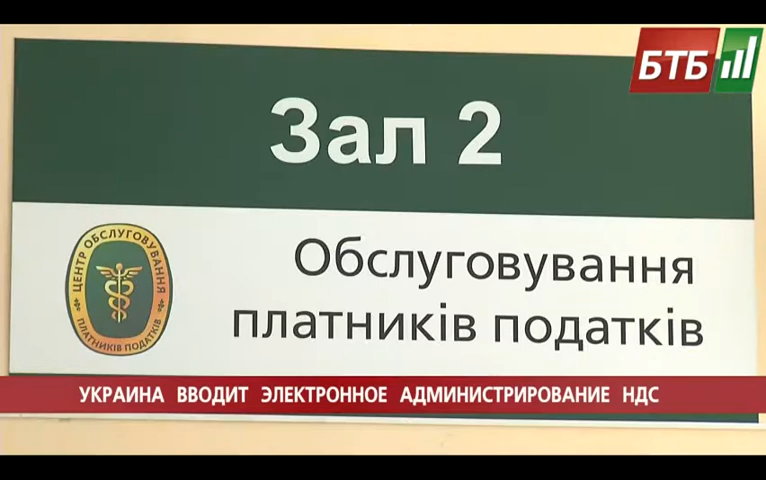 БТБ
Зал 2
ЦЕНТР ОБСЛУГОВУВАННЯ
ПЛАТНИКІВ ПОДАТКІВ
Обслуговування
платників податків
УКРАИНА ВВОДИТ ЭЛЕКТРОННОЕ АДМИНИСТРИРОВАНИЕ НДС